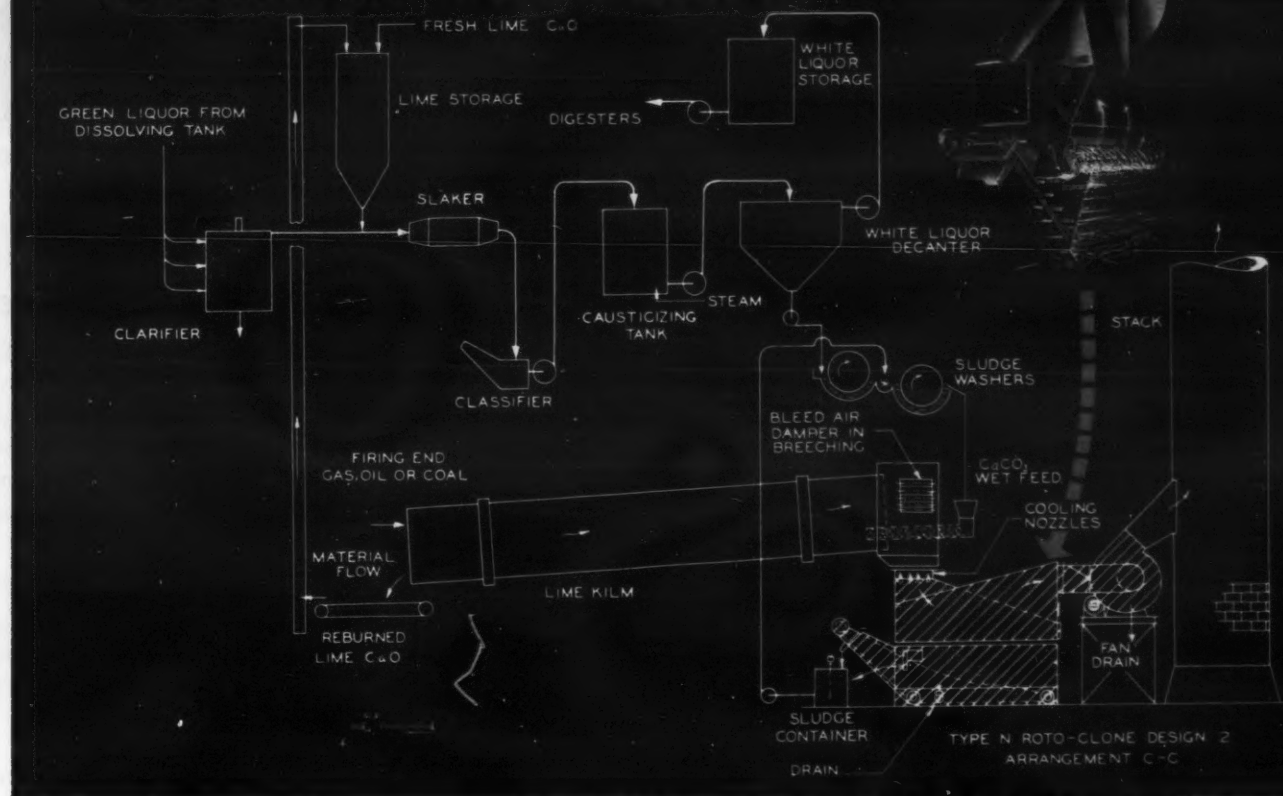 FRESH LIME CaO
WHITE
LIQUOR
STORAGE
LIME STORAGE
GREEN LIQUOR FROM
DISSOLVING TANK
DIGESTERS
SLAKER
WHITE LIQUOR
DECANTER
STEAM
CAUSTICIZING
TANK
CLARIFIER
STACK
CLASSIFIER
SLUDGE
WASHERS
BLEED AIR
DAMPER IN
BREECHING
FIRING END
GAS,OIL OR COAL
CaCO3
WET FEED
COOLING
NOZZLES
MATERIAL
FLOW
LIME KILM
REBURNED
LIME CaO
FAN
DRAIN
SLUDGE
CONTAINER
DRAIN
TYPE N ROTO-CLONE DESIGN 2
ARRANGEMENT C-C